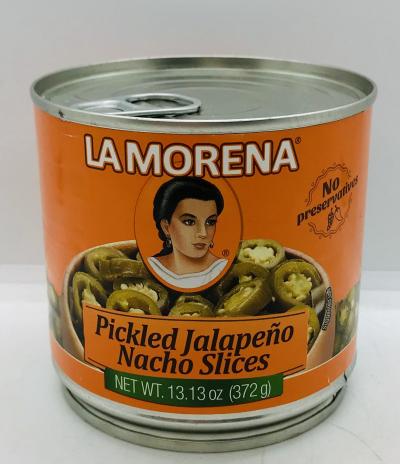 LA MORENA®
No
preservatives
®
Pickled Jalapeño
Nacho Slices
NET WT. 13.13 oz (372 g)